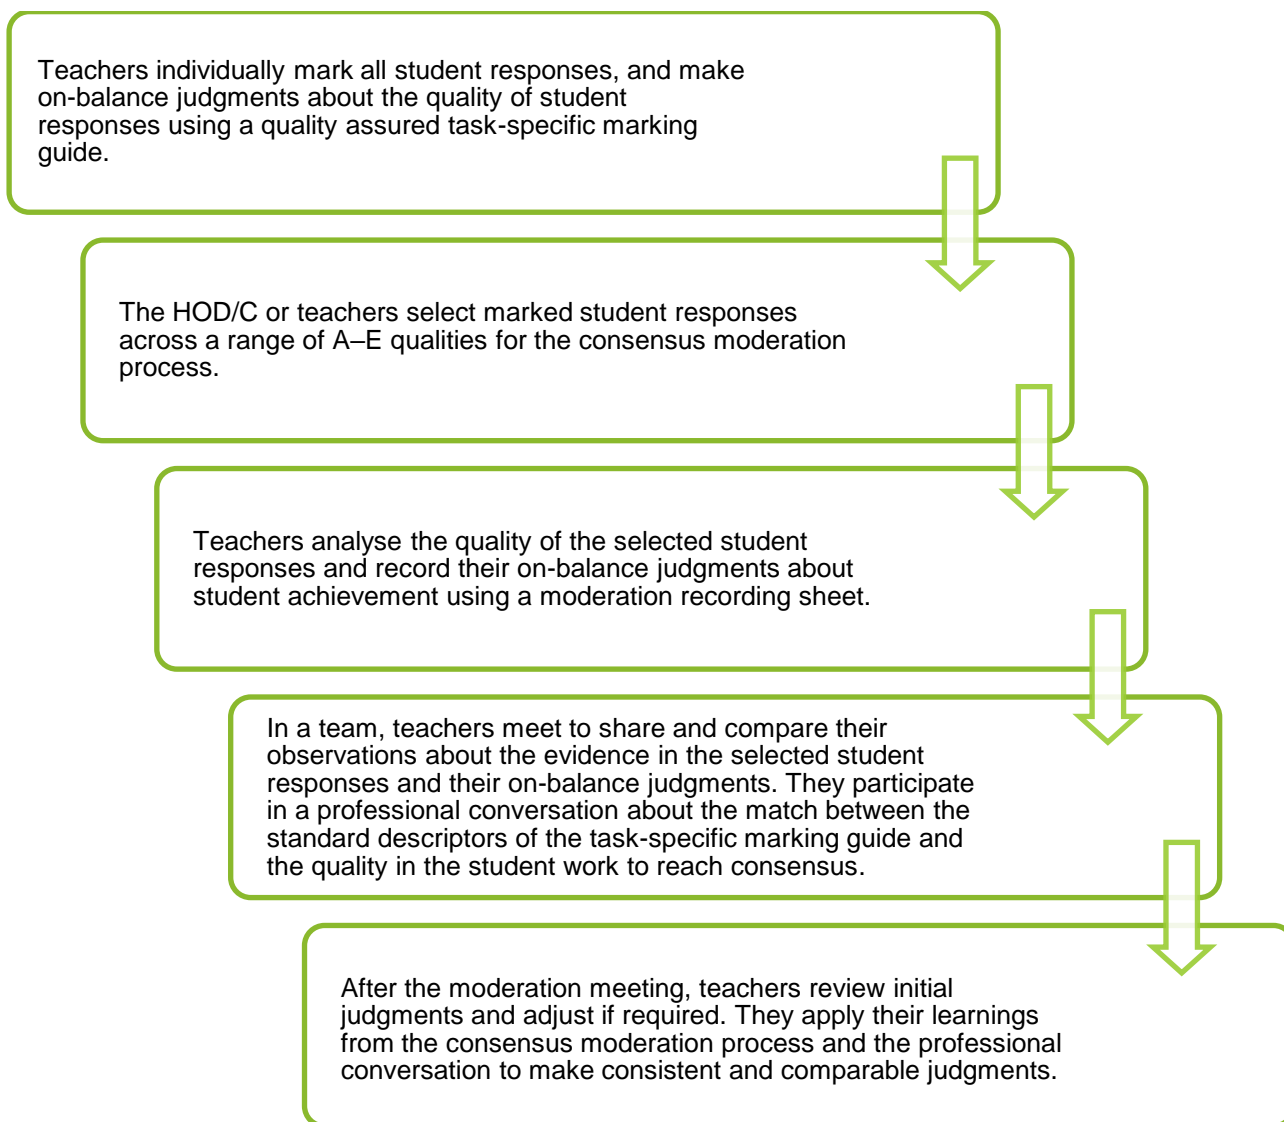 Teachers individually mark all student responses, and make
on-balance judgments about the quality of student
responses using a quality assured task-specific marking
guide.
The HOD/C or teachers select marked student responses
across a range of A–E qualities for the consensus moderation
process.
Teachers analyse the quality of the selected student
responses and record their on-balance judgments about
student achievement using a moderation recording sheet.
In a team, teachers meet to share and compare their
observations about the evidence in the selected student
responses and their on-balance judgments. They participate
in a professional conversation about the match between the
standard descriptors of the task-specific marking guide and
the quality in the student work to reach consensus.
After the moderation meeting, teachers review initial
judgments and adjust if required. They apply their learnings
from the consensus moderation process and the professional
conversation to make consistent and comparable judgments.